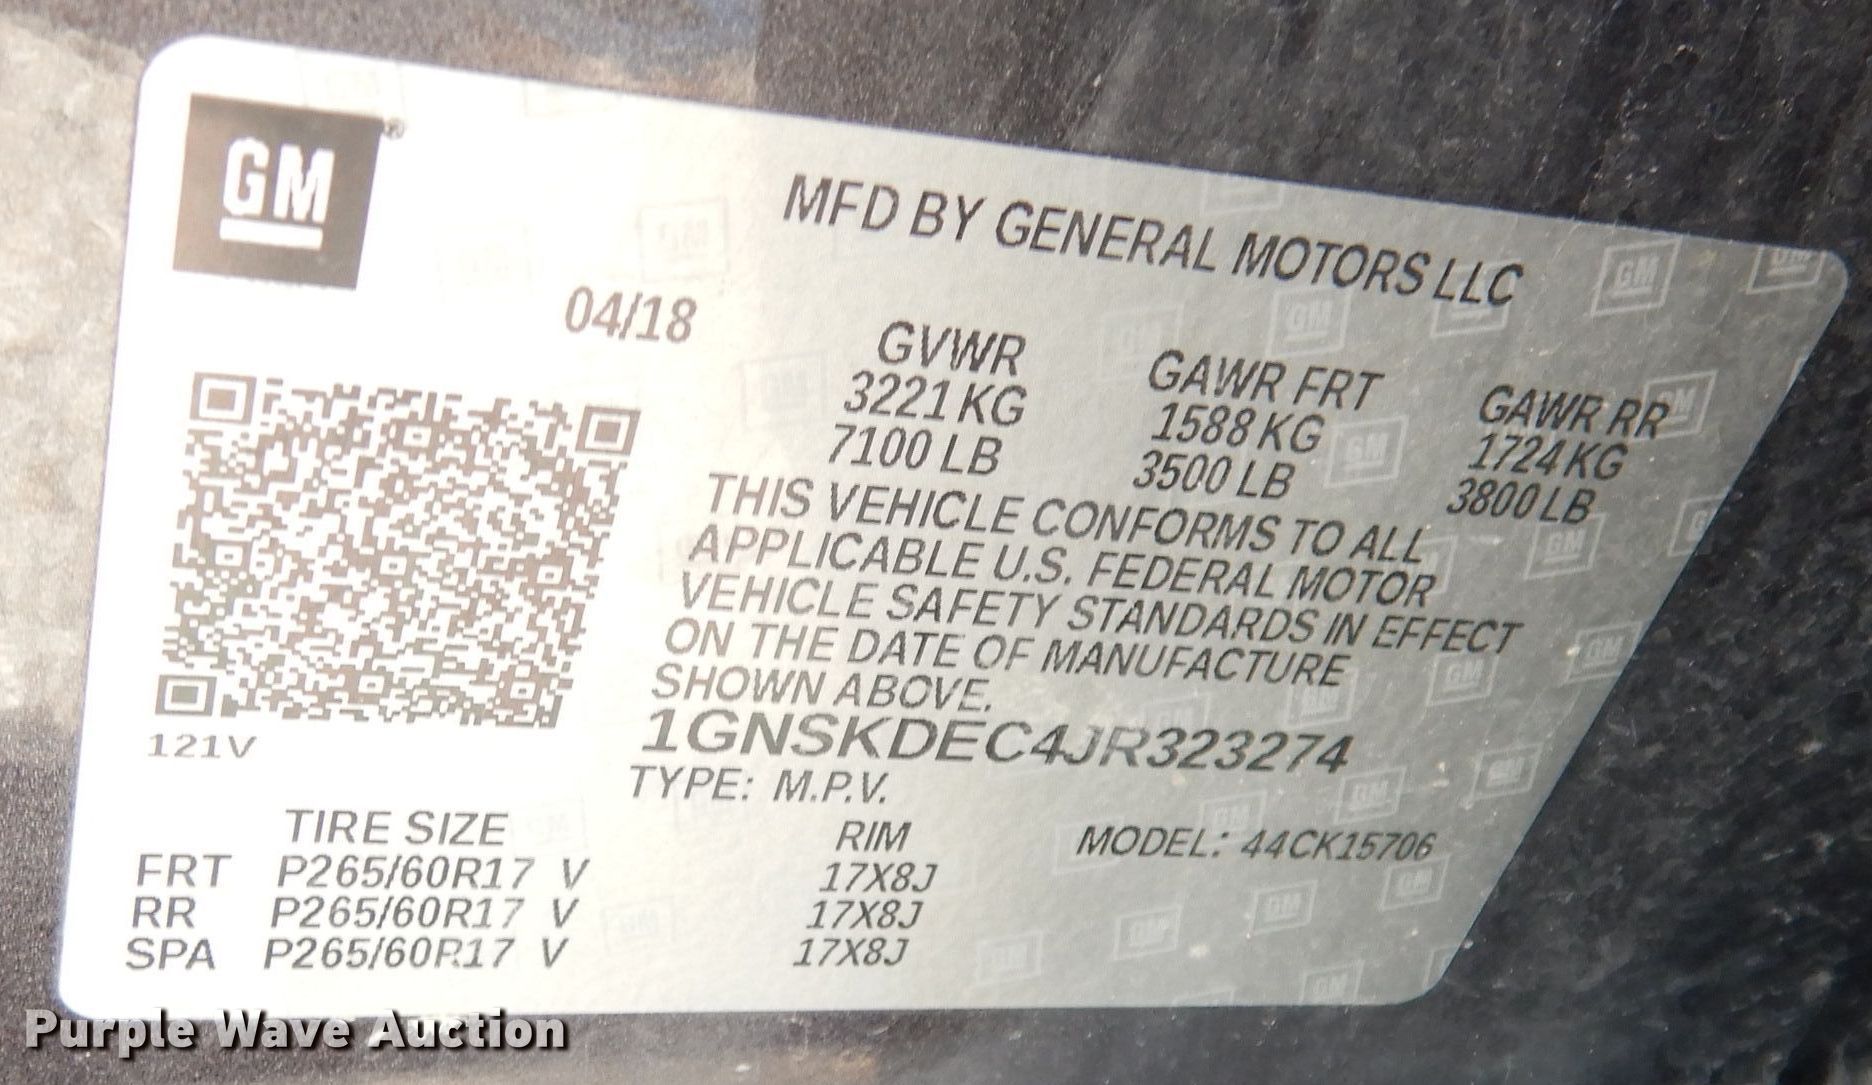 GM
MFD BY GENERAL MOTORS LLC
04/18
GVWR GAWR FRT GAWR RR
3221 KG 1588 KG 1724 KG
7100 LB 3500 LB 3800 LB
THIS VEHICLE CONFORMS TO ALL
APPLICABLE U.S. FEDERAL MOTOR
VEHICLE SAFETY STANDARDS IN EFFECT
ON THE DATE OF MANUFACTURE
SHOWN ABOVE.
1GNSKDEC4JR323274
121V
TYPE: M.P.V.
TIRE SIZE RIM MODEL: 44CK15706
FRT P265/60R17 V 17X8J
RR P265/60R17 V 17X8J
SPA P265/60R17 V 17X8J
Purple Wave Auction